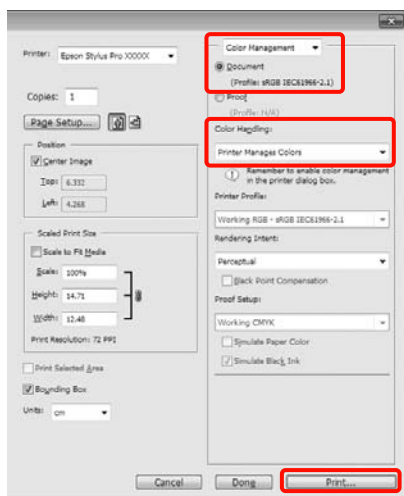 Printer: Epson Stylus Pro XXXXX
Copies: 1
Page Setup...
Position
Center Image
Top: 6.332
Left: 4.268
Scaled Print Size
Scale to Fit Media
Scale: 100%
Height: 14.71
Width: 12.48
Print Resolution: 72 PPI
Print Selected Area
Bounding Box
Units: cm
Color Management
Document
(Profile: sRGB IEC61966-2.1)
Proof
(Profile: N/A)
Color Handling:
Printer Manages Colors
Remember to enable color management
in the printer dialog box.
Printer Profile:
Working RGB - sRGB IEC61966-2.1
Rendering Intent:
Perceptual
Black Point Compensation
Proof Setup:
Working CMYK
Simulate Paper Color
Simulate Black Ink
Cancel
Done
Print...